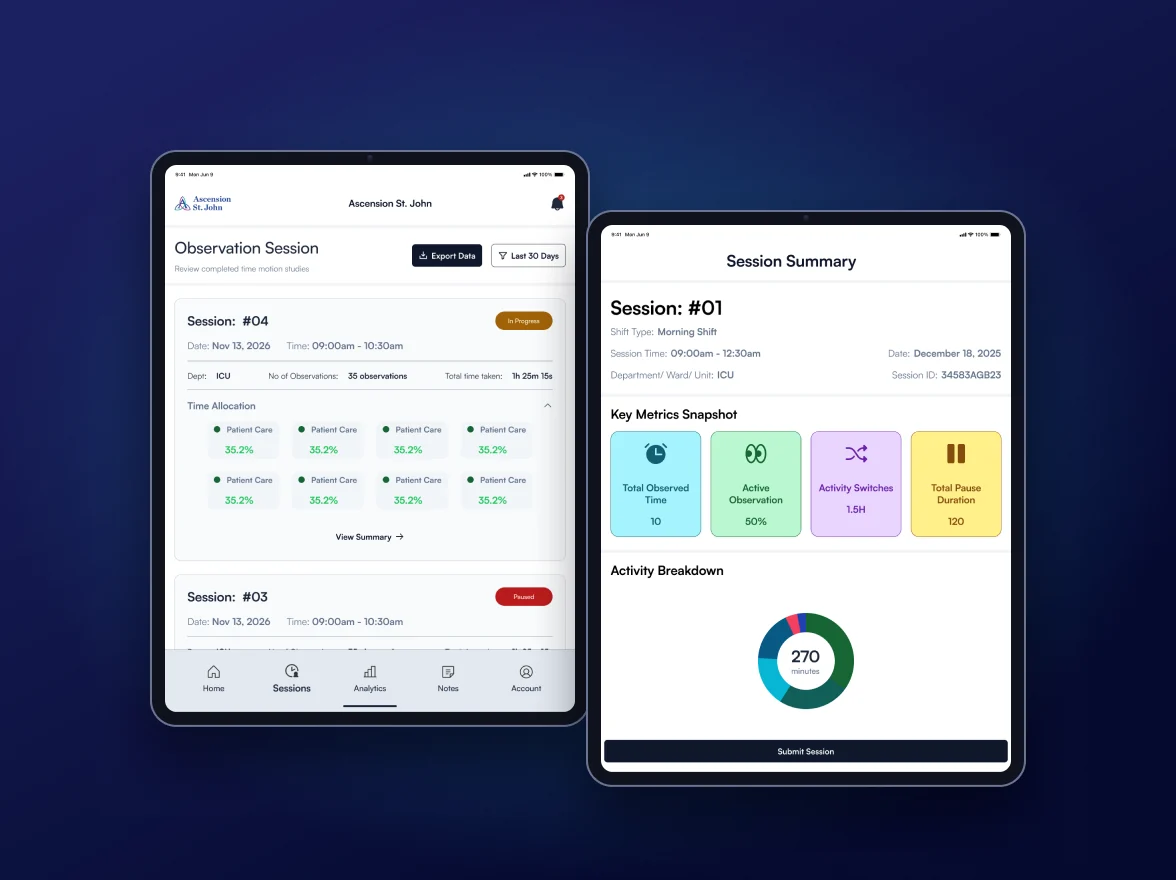 9:41 Mon Jun 9
100%
Ascension
St. John
Ascension St. John
Observation Session
Review completed time motion studies
Export Data
Last 30 Days
Session: #04
In Progress
Date: Nov 13, 2026 Time: 09:00am - 10:30am
Dept: ICU No of Observations: 35 observations Total time taken: 1h 25m 15s
Time Allocation
Patient Care Patient Care Patient Care Patient Care
35.2% 35.2% 35.2% 35.2%
Patient Care Patient Care Patient Care Patient Care
35.2% 35.2% 35.2% 35.2%
View Summary →
Session: #03
Paused
Date: Nov 13, 2026 Time: 09:00am - 10:30am
Home Sessions Analytics Notes Account
9:41 Mon Jun 9
100%
Session Summary
Session: #01
Shift Type: Morning Shift
Session Time: 09:00am - 12:30am Date: December 18, 2025
Department/ Ward/ Unit: ICU Session ID: 34583AGB23
Key Metrics Snapshot
Total Observed
Time
10
Active
Observation
50%
Activity Switches
1.5H
Total Pause
Duration
120
Activity Breakdown
270
minutes
Submit Session